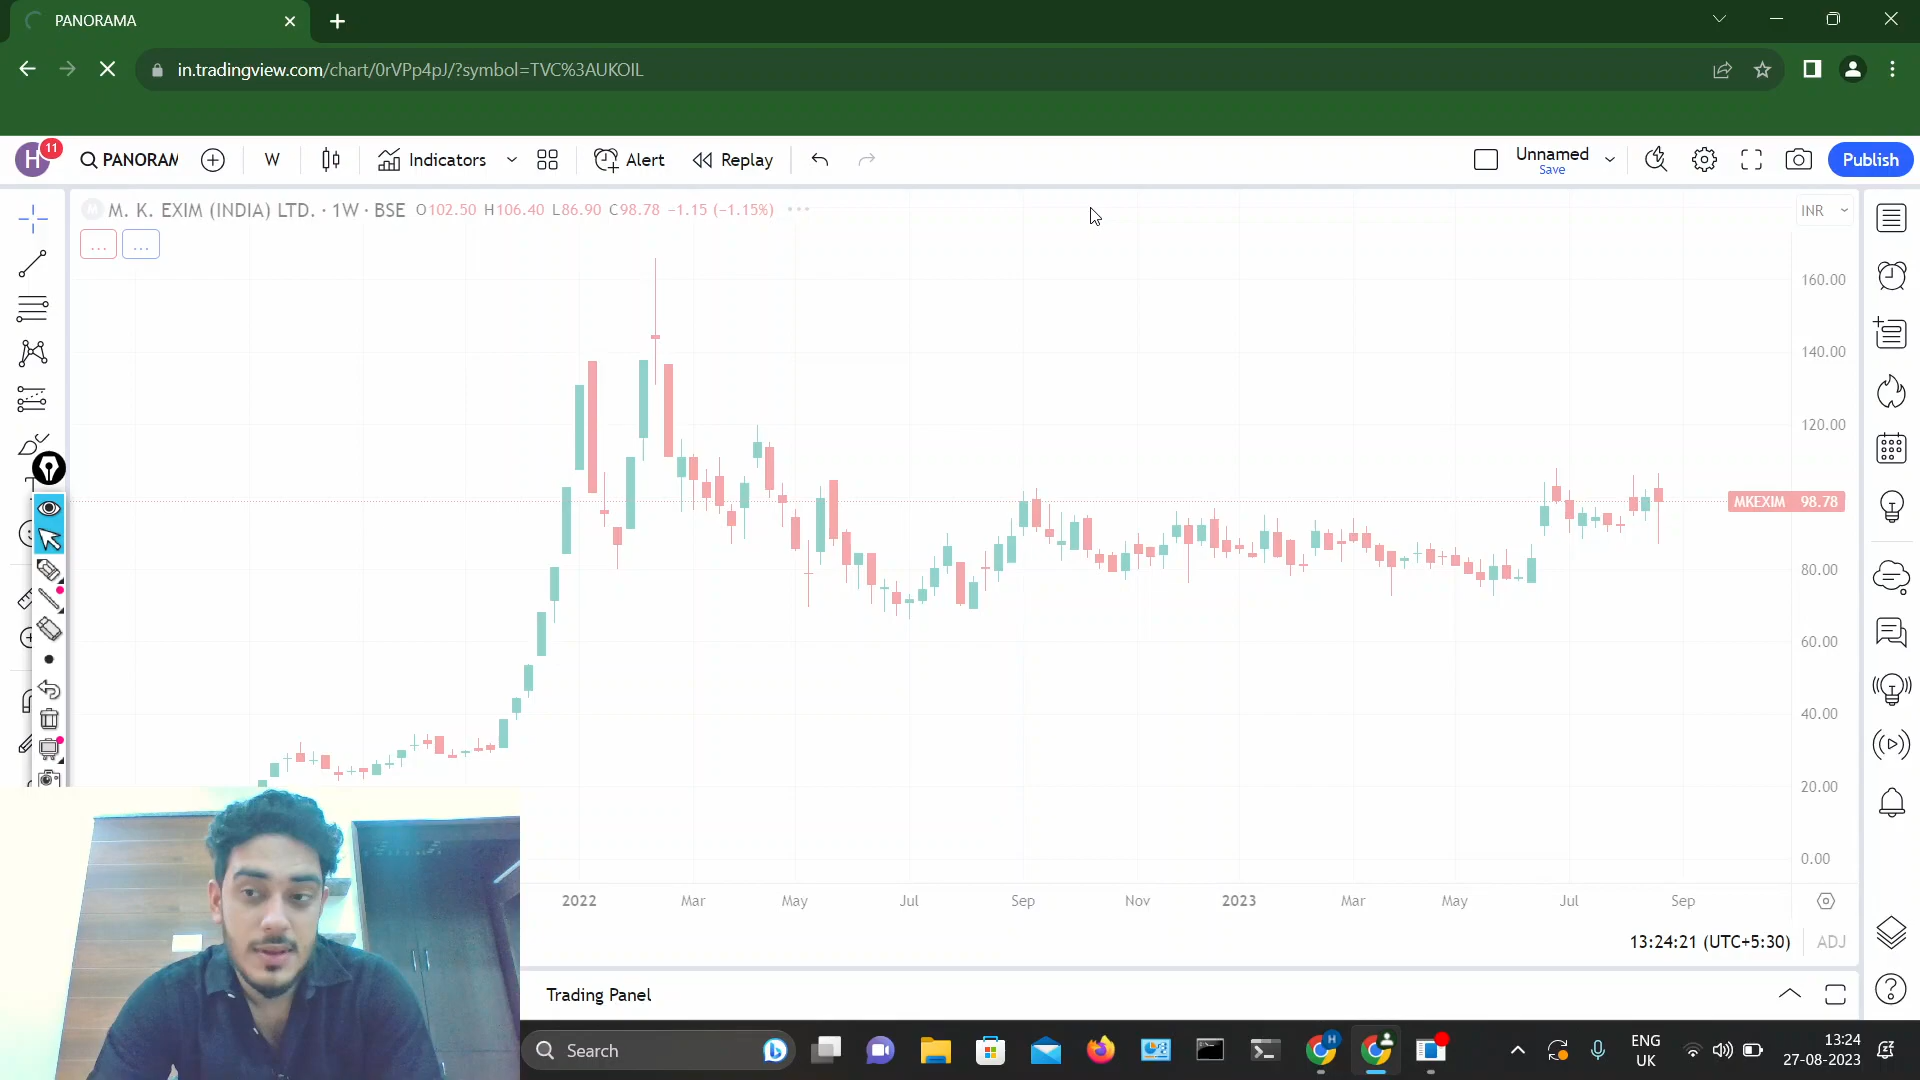 PANORAMA
in.tradingview.com/chart/0rVPp4pJ/?symbol=TVC%3AUKOIL
H 11 PANORAM W Indicators Alert Replay Unnamed Save Publish
M. K. EXIM (INDIA) LTD. · 1W · BSE O102.50 H106.40 L86.90 C98.78 −1.15 (−1.15%) INR
... ...
160.00
140.00
120.00
MKEXIM 98.78
80.00
60.00
40.00
20.00
0.00
2022 Mar May Jul Sep Nov 2023 Mar May Jul Sep
13:24:21 (UTC+5:30) ADJ
Trading Panel
Search ENG UK 13:24 27-08-2023